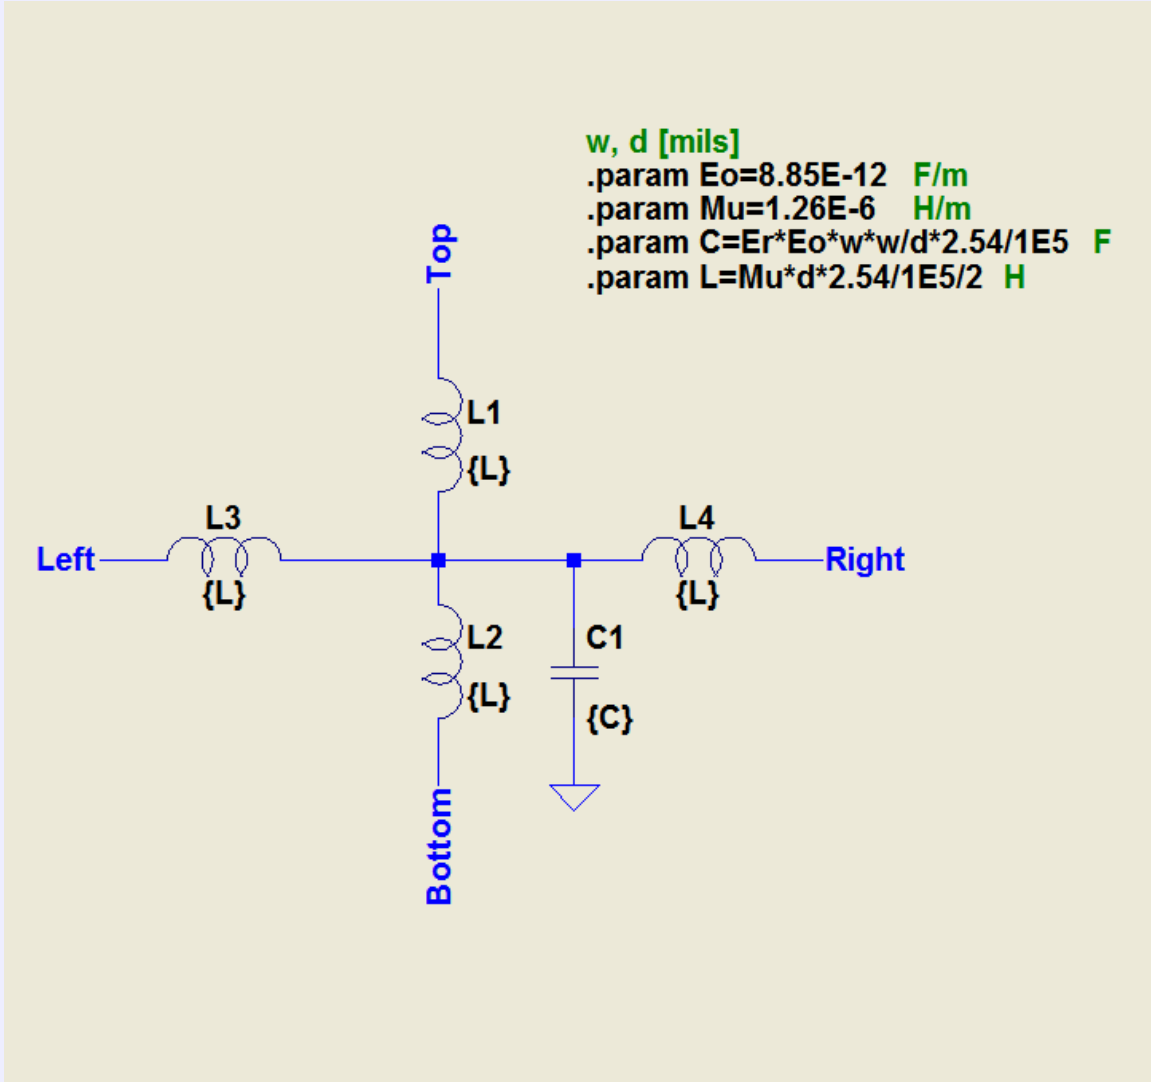 w, d [mils]
.param Eo=8.85E-12 F/m
.param Mu=1.26E-6 H/m
.param C=Er*Eo*w*w/d*2.54/1E5 F
.param L=Mu*d*2.54/1E5/2 H
Top
L1
{L}
L3
{L}
Left
L4
{L}
Right
L2
{L}
C1
{C}
Bottom